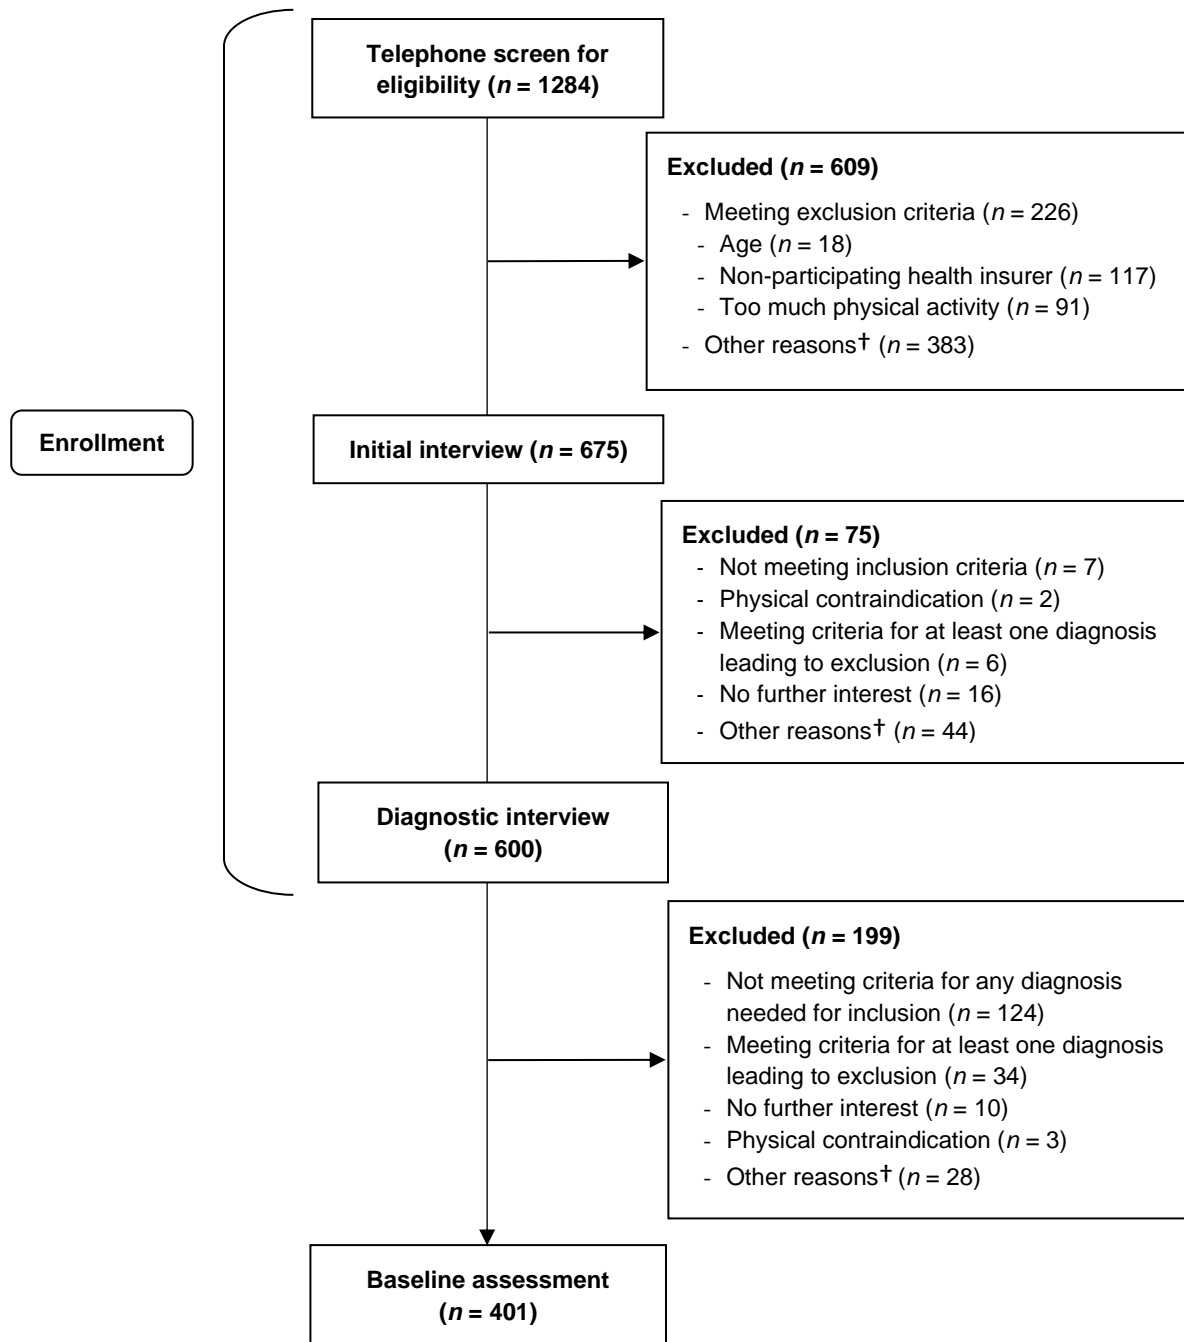 Telephone screen for
eligibility (n = 1284)
Excluded (n = 609)
- Meeting exclusion criteria (n = 226)
- Age (n = 18)
- Non-participating health insurer (n = 117)
- Too much physical activity (n = 91)
- Other reasons† (n = 383)
Enrollment
Initial interview (n = 675)
Excluded (n = 75)
- Not meeting inclusion criteria (n = 7)
- Physical contraindication (n = 2)
- Meeting criteria for at least one diagnosis
leading to exclusion (n = 6)
- No further interest (n = 16)
- Other reasons† (n = 44)
Diagnostic interview
(n = 600)
Excluded (n = 199)
- Not meeting criteria for any diagnosis
needed for inclusion (n = 124)
- Meeting criteria for at least one diagnosis
leading to exclusion (n = 34)
- No further interest (n = 10)
- Physical contraindication (n = 3)
- Other reasons† (n = 28)
Baseline assessment
(n = 401)